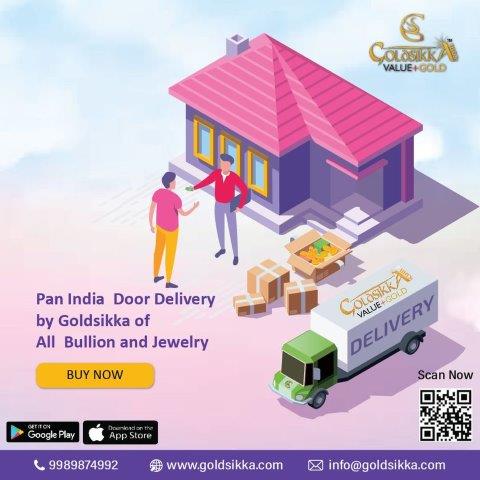 GOLDSIKKA™
VALUE+GOLD
Pan India Door Delivery
by Goldsikka of
All Bullion and Jewelry
BUY NOW
GOLDSIKKA
VALUE+GOLD
DELIVERY
Scan Now
GET IT ON
Google Play
Download on the
App Store
9989874992 www.goldsikka.com info@goldsikka.com